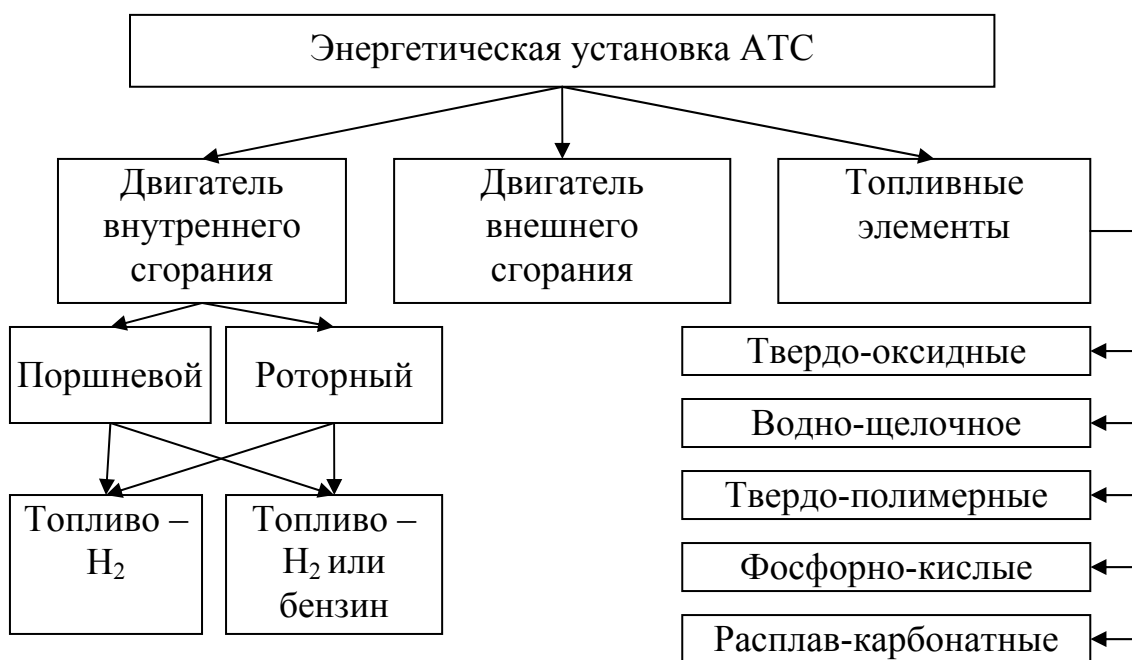 Энергетическая установка АТС
Двигатель
внутреннего
сгорания
Двигатель
внешнего
сгорания
Топливные
элементы
Поршневой
Роторный
Топливо –
H₂
Топливо –
H₂ или
бензин
Твердо-оксидные
Водно-щелочное
Твердо-полимерные
Фосфорно-кислые
Расплав-карбонатные